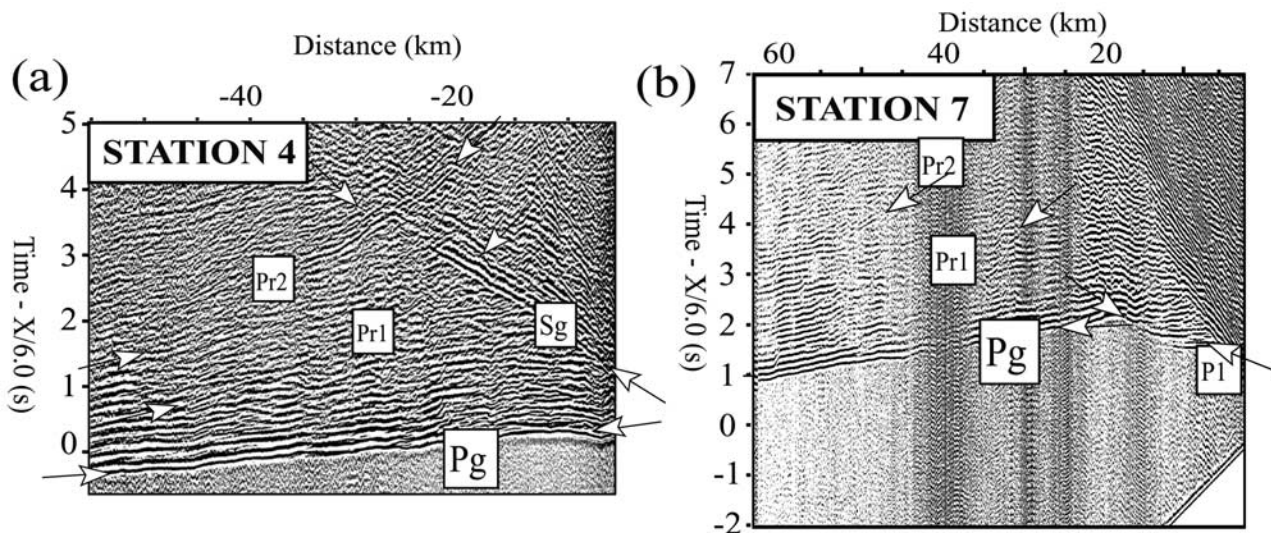 Distance (km)
(a)
-40 -20
STATION 4
5
4
3
2
1
0
Time - X/6.0 (s)
Pr2
Pr1
Sg
Pg
Distance (km)
(b)
60 40 20
STATION 7
7
6
5
4
3
2
1
0
-1
-2
Time - X/6.0 (s)
Pr2
Pr1
Pg
P1